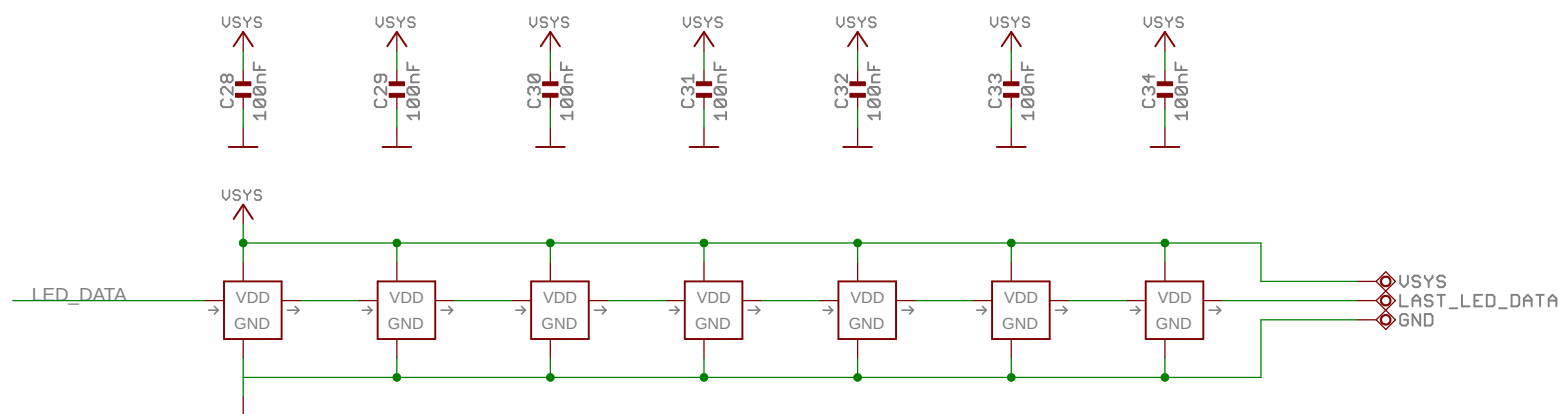 VSYS VSYS VSYS VSYS VSYS VSYS VSYS
C28 100nF C29 100nF C30 100nF C31 100nF C32 100nF C33 100nF C34 100nF
VSYS
LED_DATA
VDD VDD VDD VDD VDD VDD VDD
GND GND GND GND GND GND GND
VSYS
LAST_LED_DATA
GND